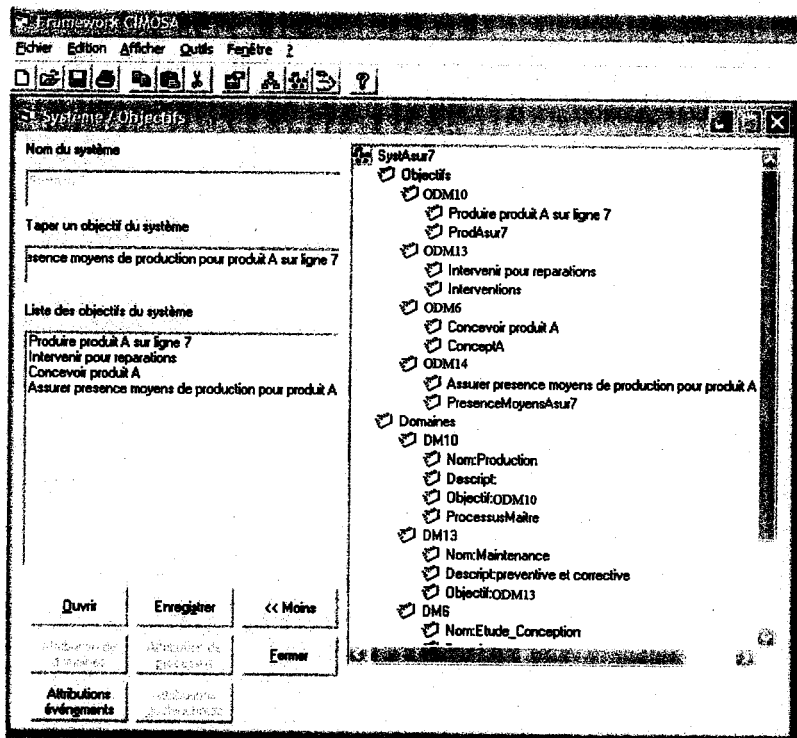 Framework CIMOSA
Fichier Edition Afficher Outils Fenêtre ?
Système / Objectifs
Nom du système
Taper un objectif du système
esence moyens de production pour produit A sur ligne 7
Liste des objectifs du système
Produire produit A sur ligne 7
Intervenir pour reparations
Concevoir produit A
Assurer presence moyens de production pour produit A
Ouvrir
Enregistrer
<< Moins
Fermer
Attributions
événements
SystAsur7
Objectifs
ODM10
Produire produit A sur ligne 7
ProdAsur7
ODM13
Intervenir pour reparations
Interventions
ODM6
Concevoir produit A
ConceptA
ODM14
Assurer presence moyens de production pour produit A
PresenceMoyensAsur7
Domaines
DM10
Nom:Production
Descript:
Objectif:ODM10
ProcessusMaitre
DM13
Nom:Maintenance
Descript:preventive et corrective
Objectif:ODM13
DM6
Nom:Etude_Conception